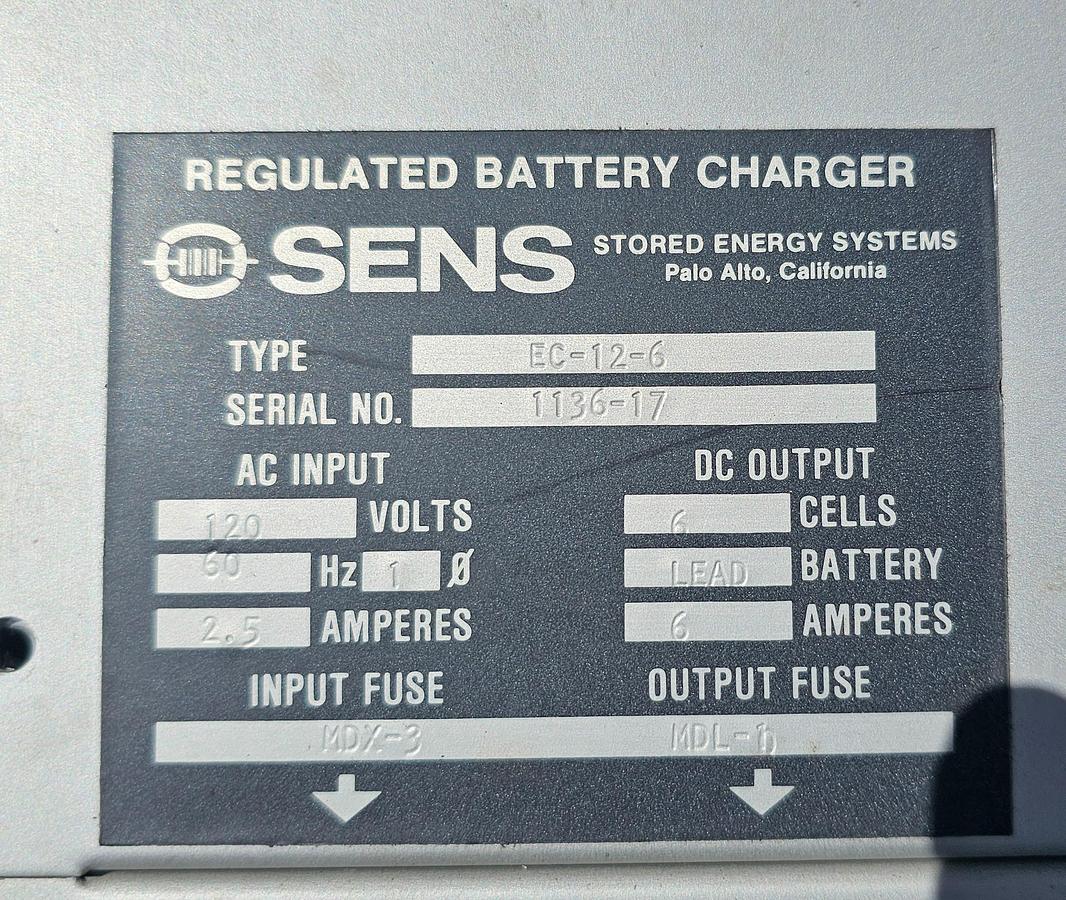 REGULATED BATTERY CHARGER
SENS STORED ENERGY SYSTEMS
Palo Alto, California
TYPE EC-12-6
SERIAL NO. 1136-17
AC INPUT DC OUTPUT
120 VOLTS 6 CELLS
60 Hz 1 Ø LEAD BATTERY
2.5 AMPERES 6 AMPERES
INPUT FUSE OUTPUT FUSE
MDX-3